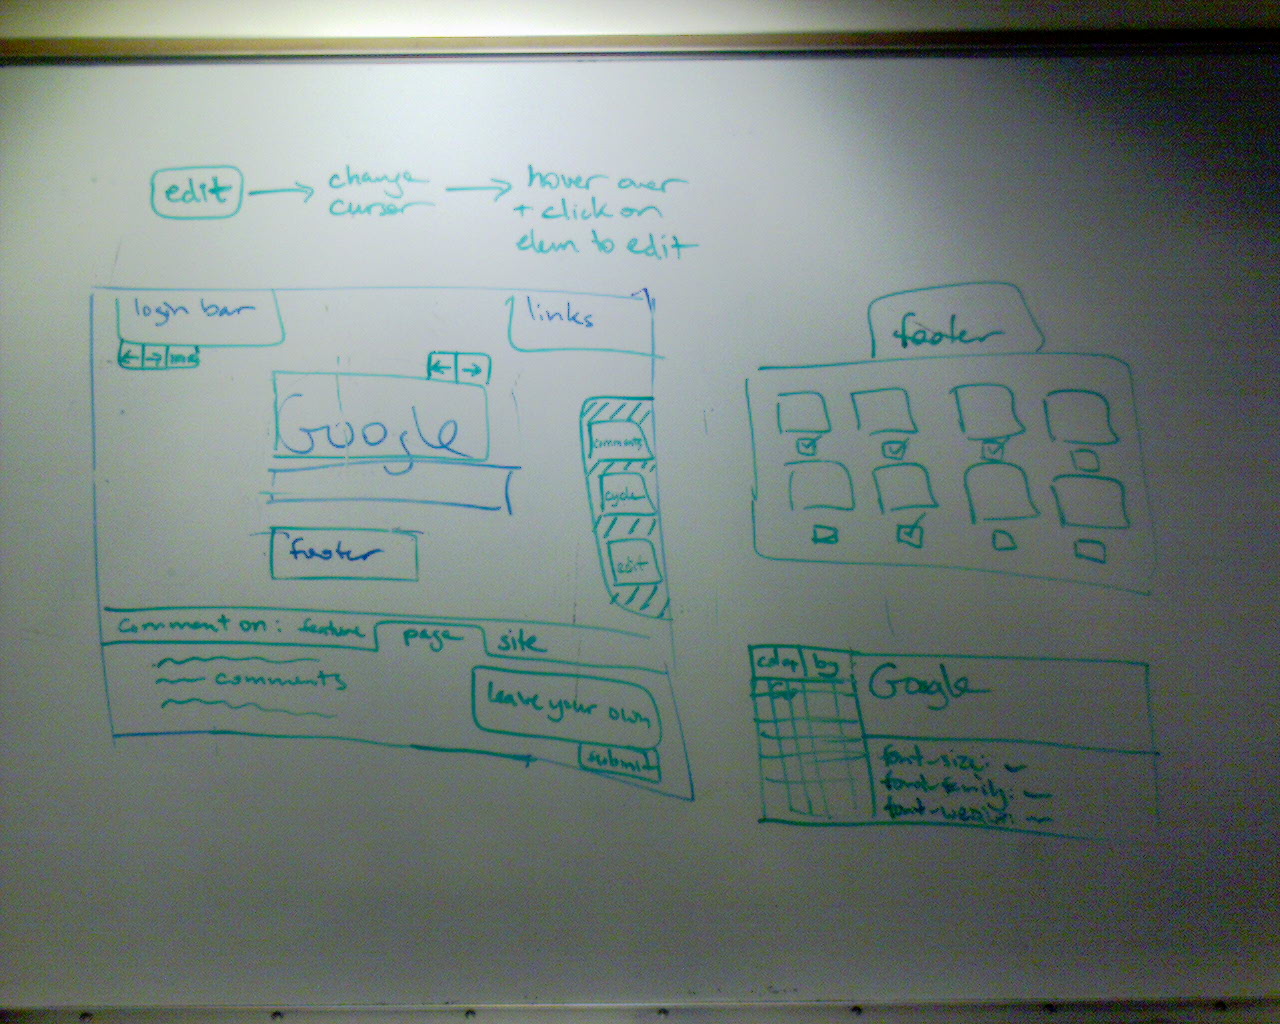 edit → change cursor → hover over + click on elem to edit
login bar
links
← →
← →
Google
comments
cycle
edit
footer
comment on: feature page site
comments
leave your own
submit
footer
color bg
Google
font-size:
font-family:
font-weight: